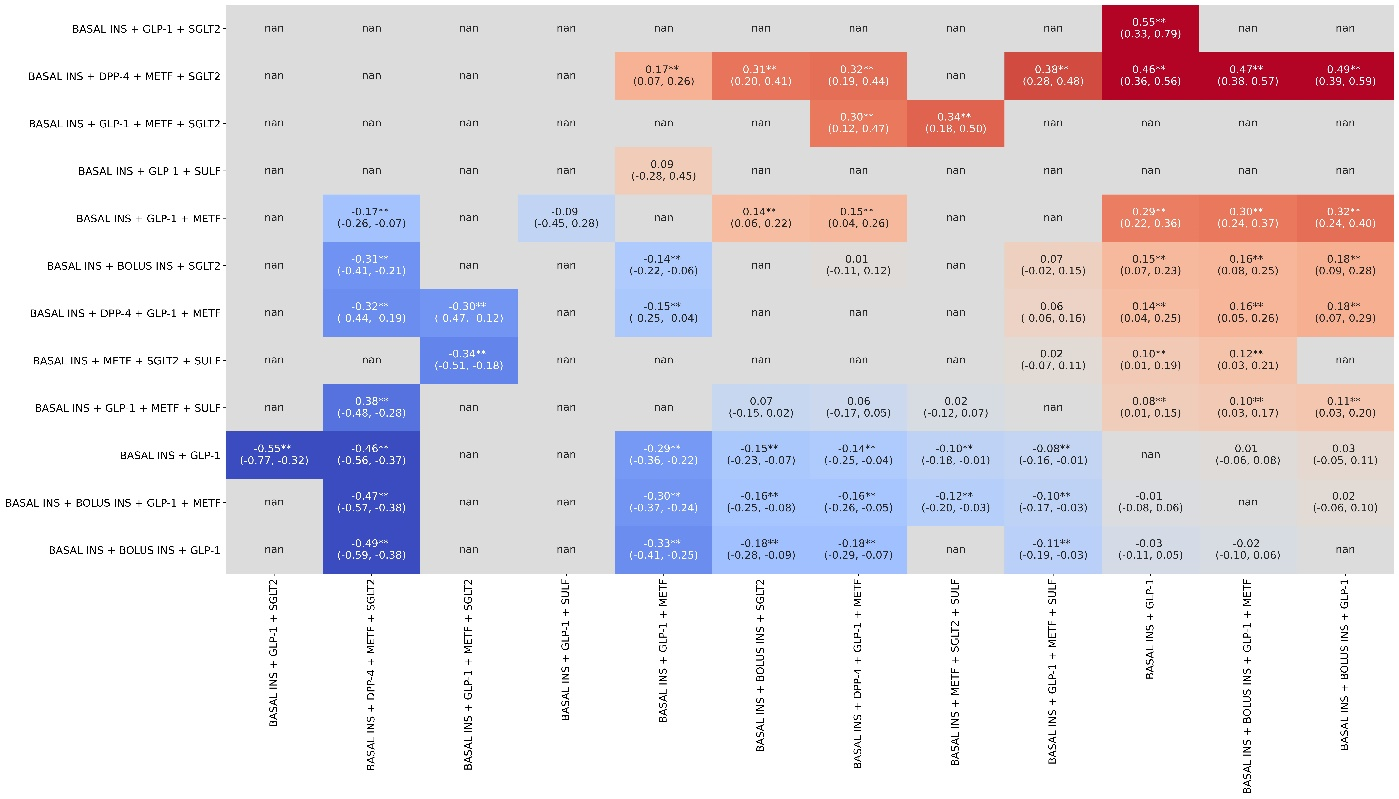 BASAL INS + GLP-1 + SGLT2
nan nan nan nan nan nan nan nan nan 0.55** nan nan
(0.33, 0.79)
BASAL INS + DPP-4 + METF + SGLT2
nan nan nan nan 0.17** 0.31** 0.32** nan 0.38** 0.46** 0.47** 0.49**
(0.07, 0.26) (0.20, 0.41) (0.19, 0.44) (0.28, 0.48) (0.36, 0.56) (0.38, 0.57) (0.39, 0.59)
BASAL INS + GLP-1 + METF + SGLT2
nan nan nan nan nan nan 0.30** 0.34** nan nan nan nan
(0.12, 0.47) (0.18, 0.50)
BASAL INS + GLP 1 + SULF
nan nan nan nan 0.09 nan nan nan nan nan nan nan
(-0.28, 0.45)
BASAL INS + GLP-1 + METF
nan -0.17** nan -0.09 nan 0.14** 0.15** nan nan 0.29** 0.30** 0.32**
(-0.26, -0.07) (-0.45, 0.28) (0.06, 0.22) (0.04, 0.26) (0.22, 0.36) (0.24, 0.37) (0.24, 0.40)
BASAL INS + BOLUS INS + SGLT2
nan -0.31** nan nan -0.14** nan 0.01 nan 0.07 0.15** 0.16** 0.18**
(-0.41, -0.21) (-0.22, -0.06) (-0.11, 0.12) (-0.02, 0.15) (0.07, 0.23) (0.08, 0.25) (0.09, 0.28)
BASAL INS + DPP-4 + GLP-1 + METF
nan -0.32** -0.30** nan -0.15** nan nan nan 0.06 0.14** 0.16** 0.18**
( 0.44, 0.19) ( 0.47, 0.12) (-0.25, -0.04) ( 0.06, 0.16) (0.04, 0.25) (0.05, 0.26) (0.07, 0.29)
BASAL INS + METF + SGLT2 + SULF
nan nan -0.34** nan nan nan nan nan 0.02 0.10** 0.12** nan
(-0.51, -0.18) (-0.07, 0.11) (0.01, 0.19) (0.03, 0.21)
BASAL INS + GLP 1 + METF + SULF
nan 0.38** nan nan nan 0.07 0.06 0.02 nan 0.08** 0.10** 0.11**
(-0.48, -0.28) (-0.15, 0.02) (-0.17, 0.05) (-0.12, 0.07) (0.01, 0.15) (0.03, 0.17) (0.03, 0.20)
BASAL INS + GLP-1
-0.55** -0.46** nan nan -0.29** -0.15** -0.14** -0.10** -0.08** nan 0.01 0.03
(-0.77, -0.32) (-0.56, -0.37) (-0.36, -0.22) (-0.23, -0.07) (-0.25, -0.04) (-0.18, -0.01) (-0.16, -0.01) (-0.06, 0.08) (-0.05, 0.11)
BASAL INS + BOLUS INS + GLP-1 + METF
nan -0.47** nan nan -0.30** -0.16** -0.16** -0.12** -0.10** -0.01 nan 0.02
(-0.57, -0.38) (-0.37, -0.24) (-0.25, -0.08) (-0.26, -0.05) (-0.20, -0.03) (-0.17, -0.03) (-0.08, 0.06) (-0.06, 0.10)
BASAL INS + BOLUS INS + GLP-1
nan -0.49** nan nan -0.33** -0.18** -0.18** nan -0.11** -0.03 -0.02 nan
(-0.59, -0.38) (-0.41, -0.25) (-0.28, -0.09) (-0.29, -0.07) (-0.19, -0.03) (-0.11, 0.05) (-0.10, 0.06)
BASAL INS + GLP-1 + SGLT2
BASAL INS + DPP-4 + METF + SGLT2
BASAL INS + GLP-1 + METF + SGLT2
BASAL INS + GLP-1 + SULF
BASAL INS + GLP-1 + METF
BASAL INS + BOLUS INS + SGLT2
BASAL INS + DPP-4 + GLP-1 + METF
BASAL INS + METF + SGLT2 + SULF
BASAL INS + GLP-1 + METF + SULF
BASAL INS + GLP-1
BASAL INS + BOLUS INS + GLP-1 + METF
BASAL INS + BOLUS INS + GLP-1